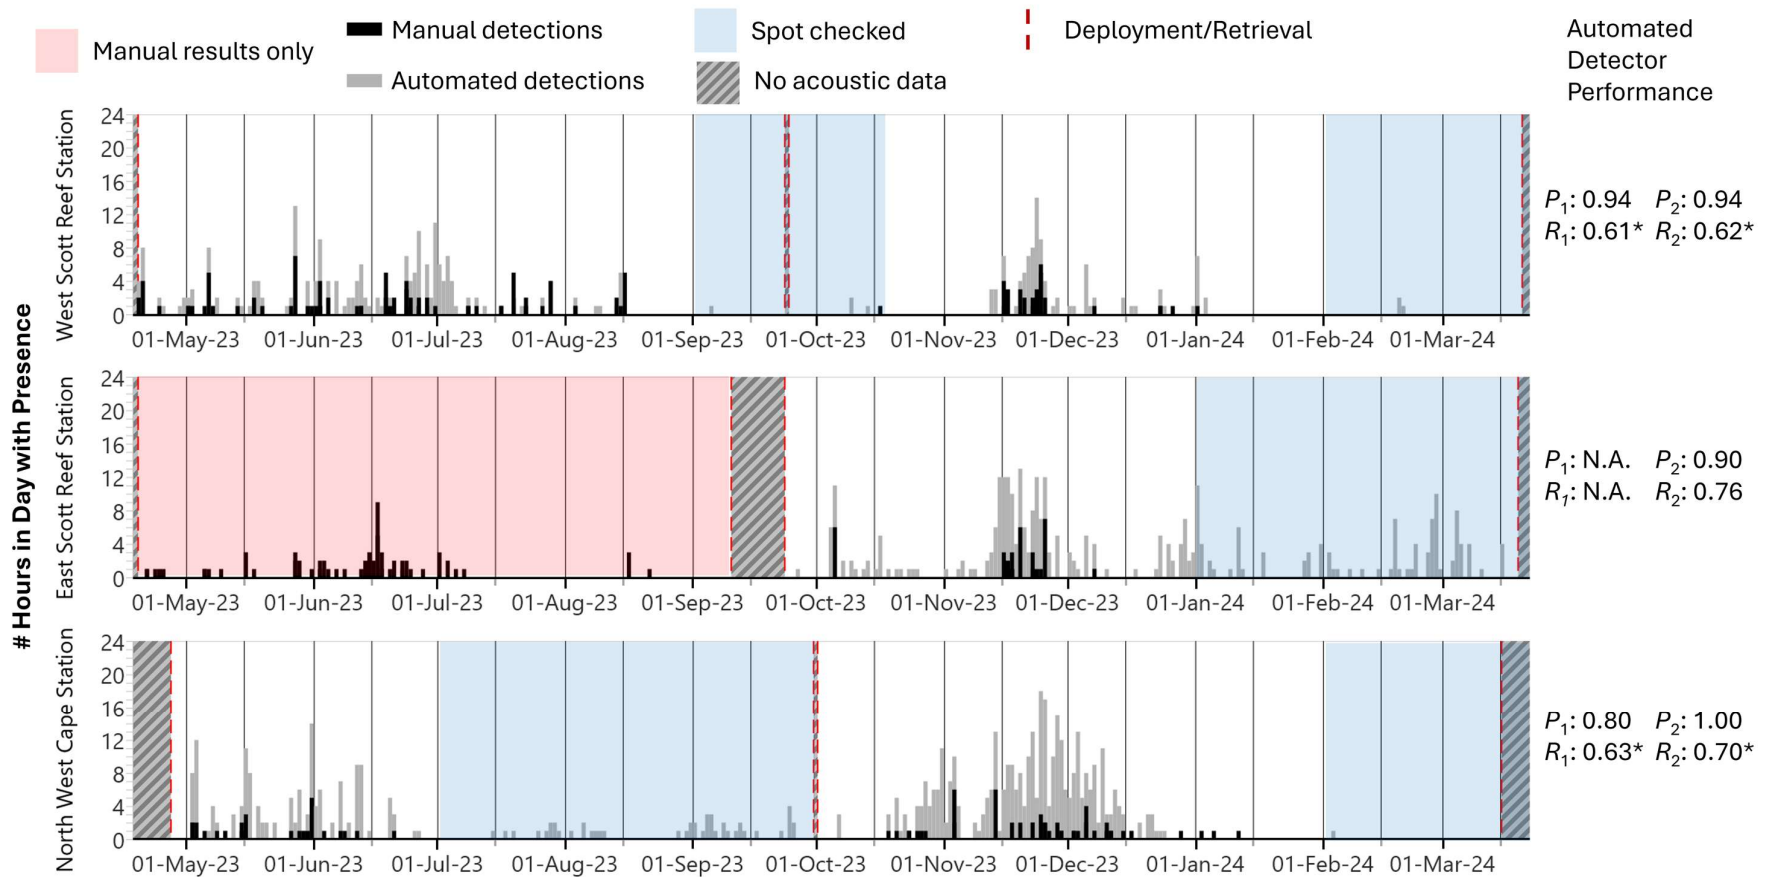 Manual results only
Manual detections
Automated detections
Spot checked
No acoustic data
Deployment/Retrieval
Automated
Detector
Performance
# Hours in Day with Presence
West Scott Reef Station
24
20
16
12
8
4
0
01-May-23 01-Jun-23 01-Jul-23 01-Aug-23 01-Sep-23 01-Oct-23 01-Nov-23 01-Dec-23 01-Jan-24 01-Feb-24 01-Mar-24
P1: 0.94 P2: 0.94
R1: 0.61* R2: 0.62*
East Scott Reef Station
24
20
16
12
8
4
0
01-May-23 01-Jun-23 01-Jul-23 01-Aug-23 01-Sep-23 01-Oct-23 01-Nov-23 01-Dec-23 01-Jan-24 01-Feb-24 01-Mar-24
P1: N.A. P2: 0.90
R1: N.A. R2: 0.76
North West Cape Station
24
20
16
12
8
4
0
01-May-23 01-Jun-23 01-Jul-23 01-Aug-23 01-Sep-23 01-Oct-23 01-Nov-23 01-Dec-23 01-Jan-24 01-Feb-24 01-Mar-24
P1: 0.80 P2: 1.00
R1: 0.63* R2: 0.70*